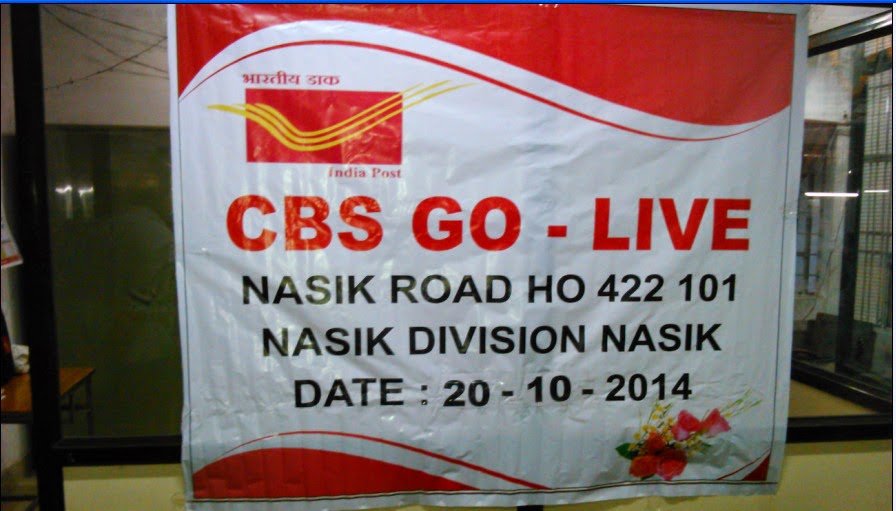 भारतीय डाक
India Post
CBS GO - LIVE
NASIK ROAD HO 422 101
NASIK DIVISION NASIK
DATE : 20 - 10 - 2014